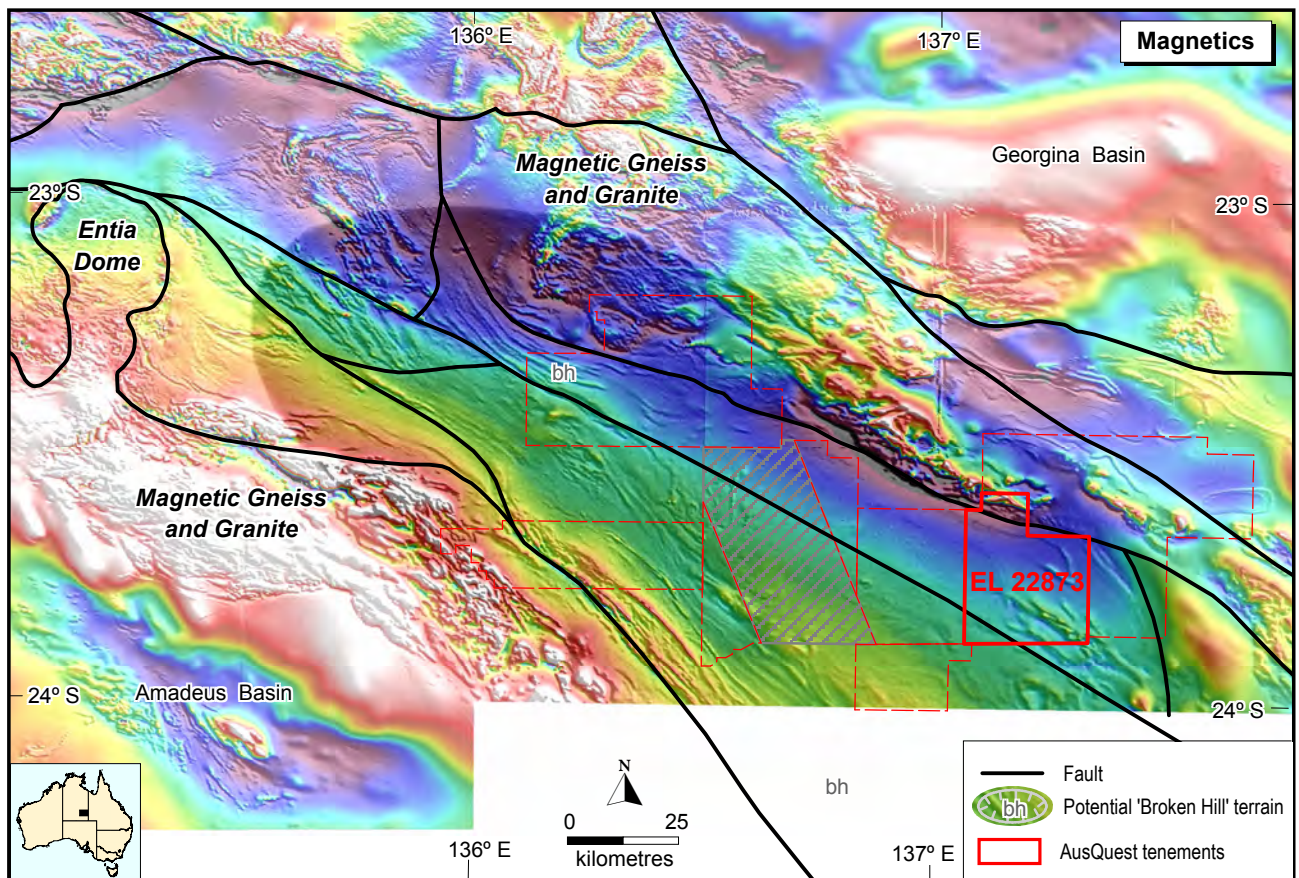 136º E
137º E
Magnetics
Magnetic Gneiss
and Granite
Georgina Basin
23º S
23º S
Entia
Dome
bh
Magnetic Gneiss
and Granite
EL 22873
Amadeus Basin
24º S
24º S
N
0 25
kilometres
bh
136º E
137º E
Fault
bh Potential 'Broken Hill' terrain
AusQuest tenements